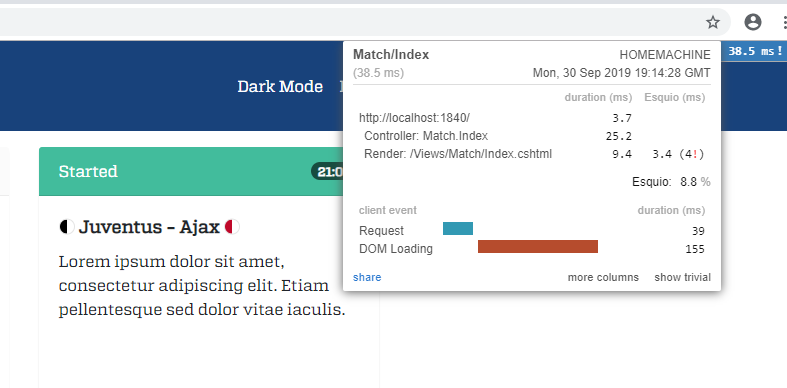 Dark Mode
38.5 ms!
Match/Index HOMEMACHINE
(38.5 ms) Mon, 30 Sep 2019 19:14:28 GMT
duration (ms) Esquio (ms)
http://localhost:1840/ 3.7
Controller: Match.Index 25.2
Render: /Views/Match/Index.cshtml 9.4 3.4 (4!)
Esquio: 8.8 %
client event duration (ms)
Request 39
DOM Loading 155
share more columns show trivial
Started
Juventus - Ajax
Lorem ipsum dolor sit amet,
consectetur adipiscing elit. Etiam
pellentesque sed dolor vitae iaculis.